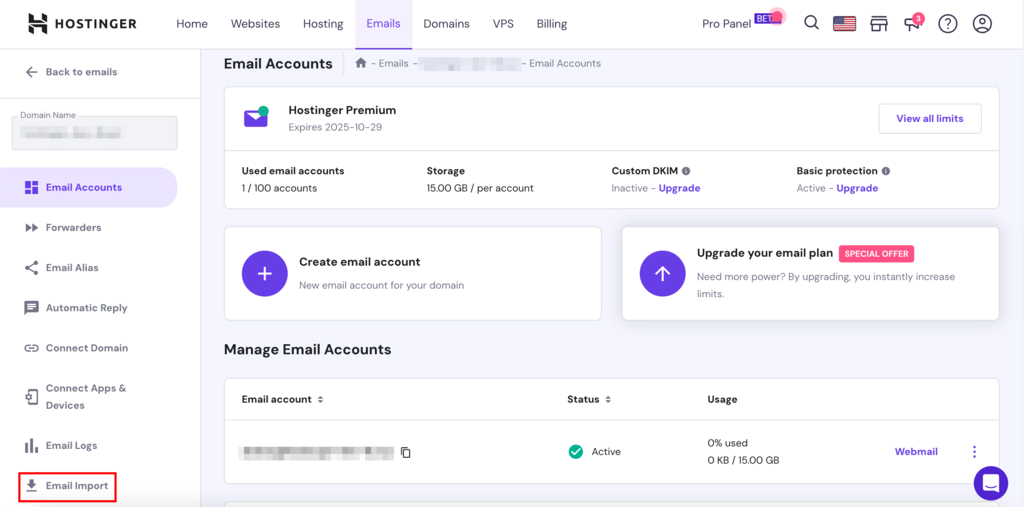 HOSTINGER
Home
Websites
Hosting
Emails
Domains
VPS
Billing
Pro Panel
3
Back to emails
Email Accounts
- Emails -
- Email Accounts
Domain Name
Hostinger Premium
Expires 2025-10-29
View all limits
Used email accounts
1 / 100 accounts
Storage
15.00 GB / per account
Custom DKIM
Inactive - Upgrade
Basic protection
Active - Upgrade
Email Accounts
Forwarders
Email Alias
Automatic Reply
Connect Domain
Connect Apps &
Devices
Email Logs
Email Import
Create email account
New email account for your domain
Upgrade your email plan
SPECIAL OFFER
Need more power? By upgrading, you instantly increase
limits.
Manage Email Accounts
Email account
Status
Usage
Active
0% used
0 KB / 15.00 GB
Webmail